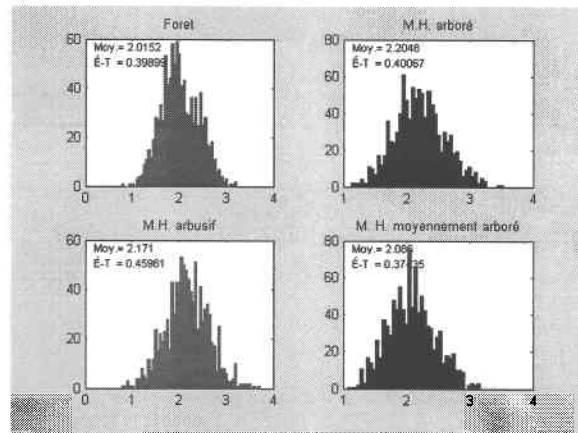 Foret
60
40
20
0
Moy.= 2.0152
É-T = 0.39899
0 1 2 3 4
M.H. arboré
80
60
40
20
0
Moy.= 2.2048
É-T = 0.40067
1 2 3 4
M.H. arbusif
60
40
20
0
Moy.= 2.171
É-T = 0.45961
0 1 2 3 4
M. H. moyennement arboré
80
60
40
20
0
Moy.= 2.086
1 2 3 4